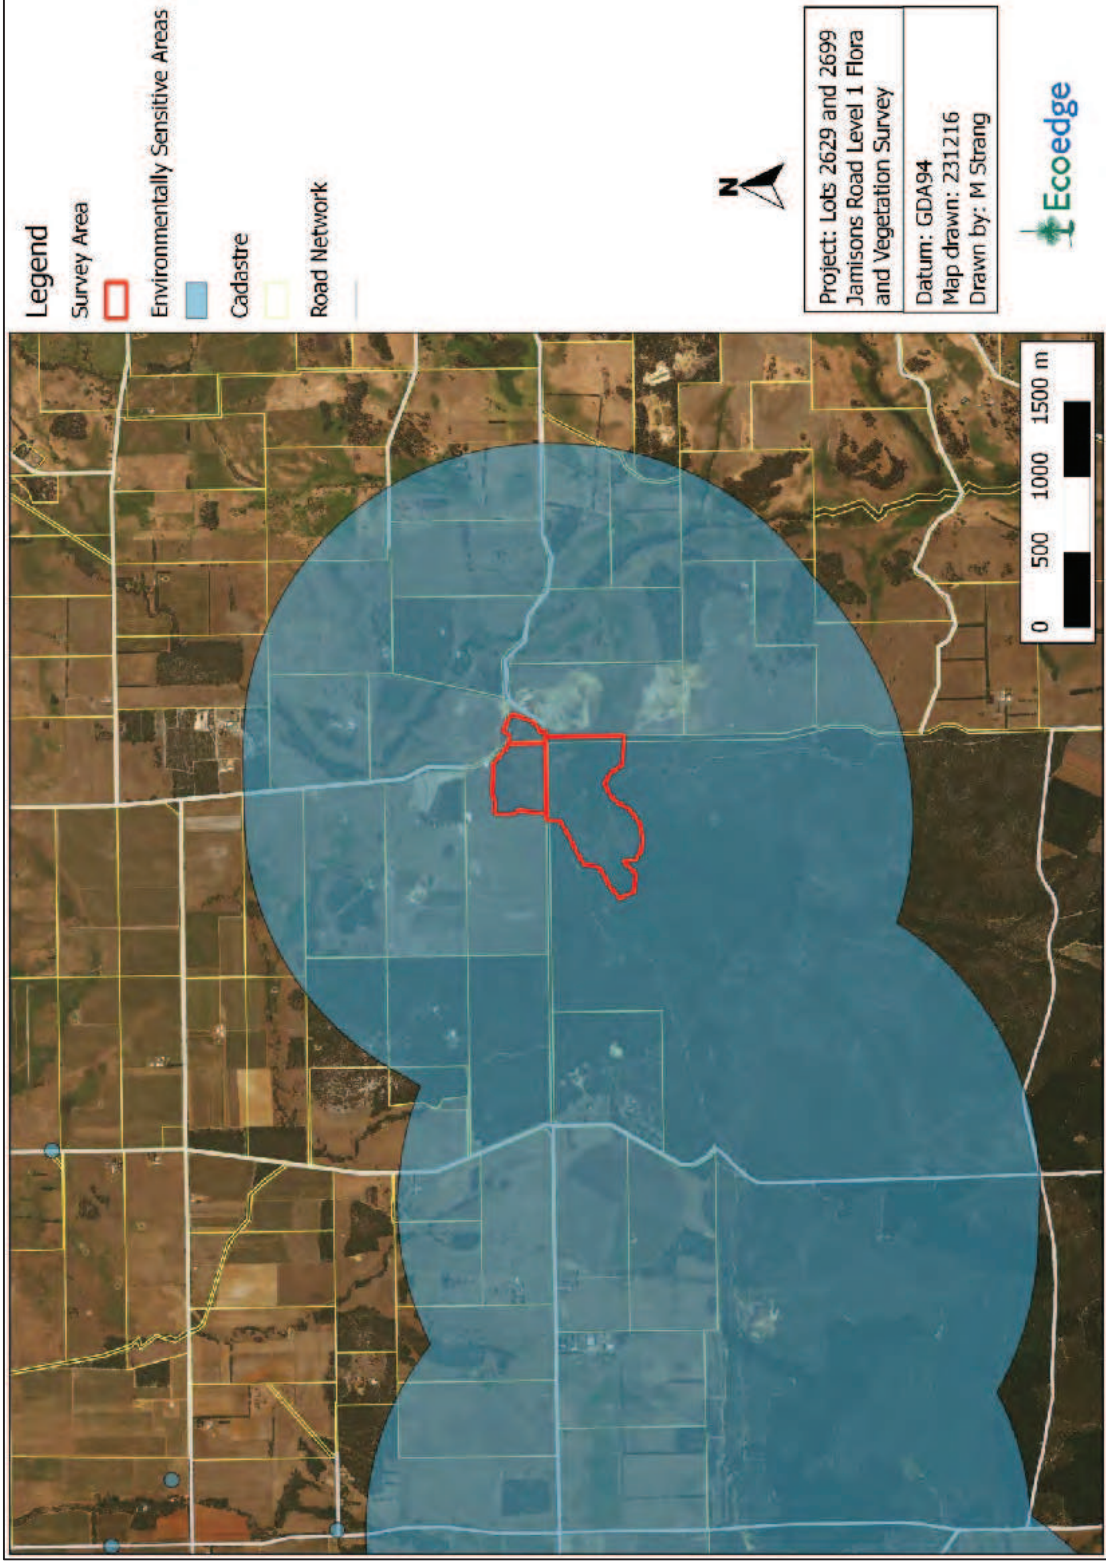 Legend
Survey Area
Environmentally Sensitive Areas
Cadastre
Road Network
N
Project: Lots 2629 and 2699
Jamisons Road Level 1 Flora
and Vegetation Survey
Datum: GDA94
Map drawn: 231216
Drawn by: M Strang
Ecoedge
0 500 1000 1500 m